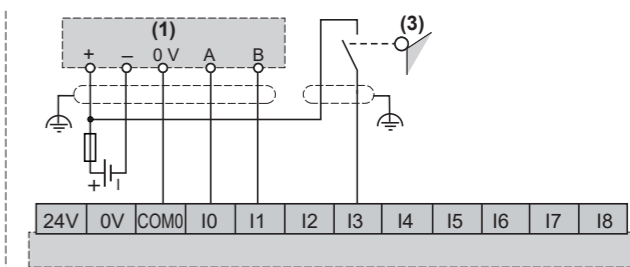 (1)
(3)
+ – 0 V A B
+ –
24V 0V COM0 I0 I1 I2 I3 I4 I5 I6 I7 I8